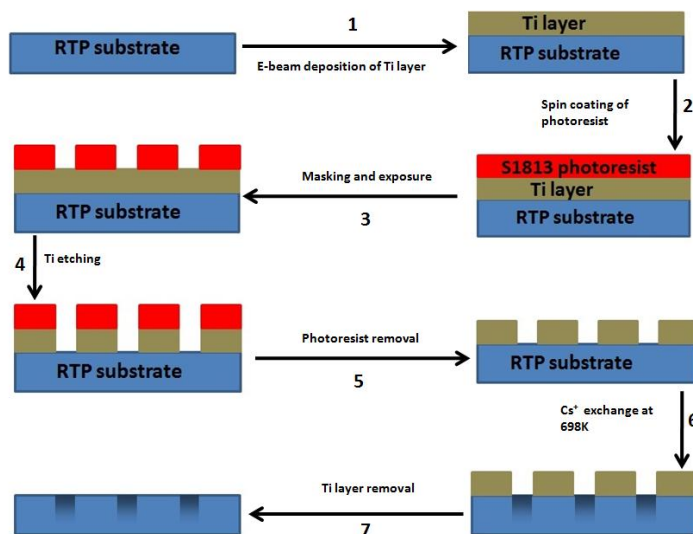 RTP substrate
1
E-beam deposition of Ti layer
Ti layer
RTP substrate
Spin coating of
photoresist
2
S1813 photoresist
Ti layer
RTP substrate
Masking and exposure
3
RTP substrate
4
Ti etching
RTP substrate
Photoresist removal
5
RTP substrate
Cs⁺ exchange at
698K
6
Ti layer removal
7